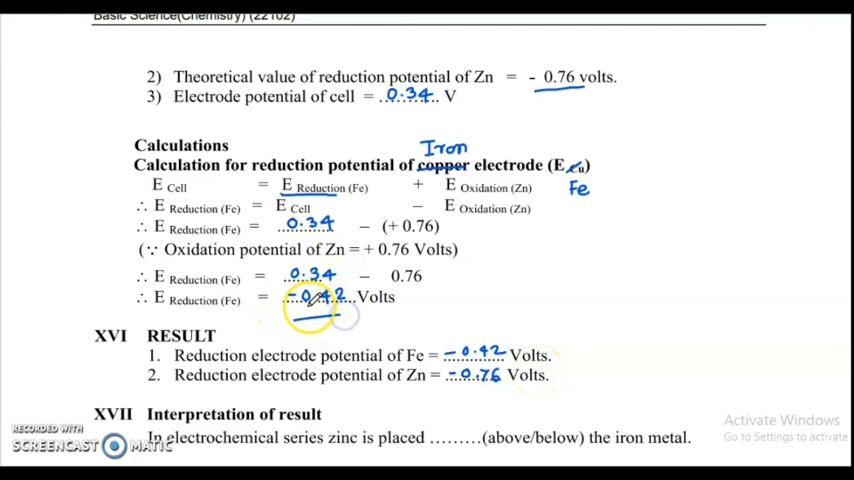 Basic Science(Chemistry) (22102)
2) Theoretical value of reduction potential of Zn = - 0.76 volts.
3) Electrode potential of cell = ..0.34.. V
Calculations
Iron
Calculation for reduction potential of copper electrode (E Cu)
Fe
E Cell = E Reduction (Fe) + E Oxidation (Zn)
∴ E Reduction (Fe) = E Cell − E Oxidation (Zn)
∴ E Reduction (Fe) = 0.34 − (+ 0.76)
(∵ Oxidation potential of Zn = + 0.76 Volts)
∴ E Reduction (Fe) = 0.34 − 0.76
∴ E Reduction (Fe) = -0.42 Volts
XVI RESULT
1. Reduction electrode potential of Fe = -0.42 Volts.
2. Reduction electrode potential of Zn = -0.76 Volts.
XVII Interpretation of result
In electrochemical series zinc is placed .........(above/below) the iron metal.
RECORDED WITH
SCREENCAST MATIC
Activate Windows
Go to Settings to activate